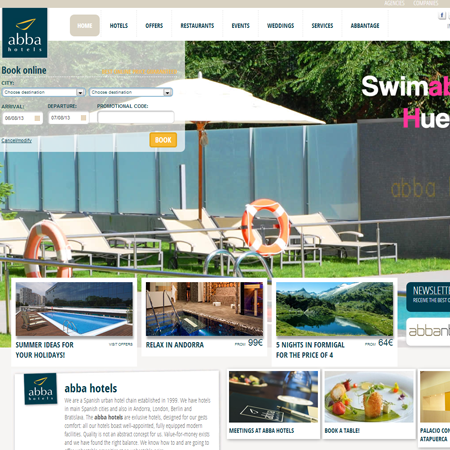 AGENCIES COMPANIES
abba
hotels
HOME HOTELS OFFERS RESTAURANTS EVENTS WEDDINGS SERVICES ABBANTAGE
Book online
CITY:
Choose destination Choose destination
ARRIVAL: DEPARTURE: PROMOTIONAL CODE:
06/08/13 07/08/13
Cancel/modify BOOK
Swimab
Hue
abba
NEWSLETTE
RECEIVE THE BEST O
abban
SUMMER IDEAS FOR
YOUR HOLIDAYS!
VISIT OFFERS
RELAX IN ANDORRA
FROM 99€
5 NIGHTS IN FORMIGAL
FOR THE PRICE OF 4
FROM 64€
abba
hotels
abba hotels
We are a Spanish urban hotel chain established in 1999. We have hotels
in main Spanish cities and also in Andorra, London, Berlin and
Bratislava. The abba hotels are exlusive hotels, designed for our gests
comfort: all our hotels boast well-appointed, fully equipped modern
facilities. Quality is not an abstract concept for us. Value-for-money exists
and we have found the right balance. We know how to and are going to
MEETINGS AT ABBA HOTELS
BOOK A TABLE!
PALACIO CON
ATAPUERCA